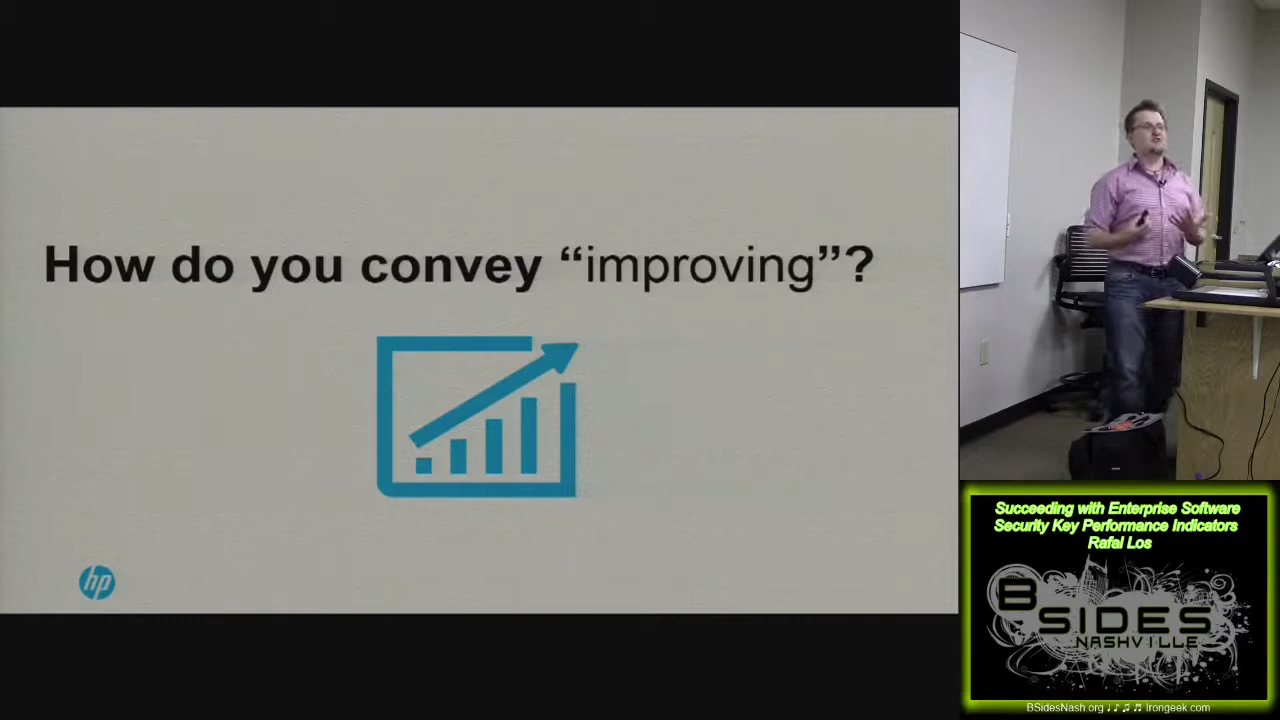 How do you convey “improving”?
hp
Succeeding with Enterprise Software
Security Key Performance Indicators
Rafal Los
BSIDES
NASHVILLE
BSidesNash.org ♩ ♪ ♫ ♬ Irongeek.com